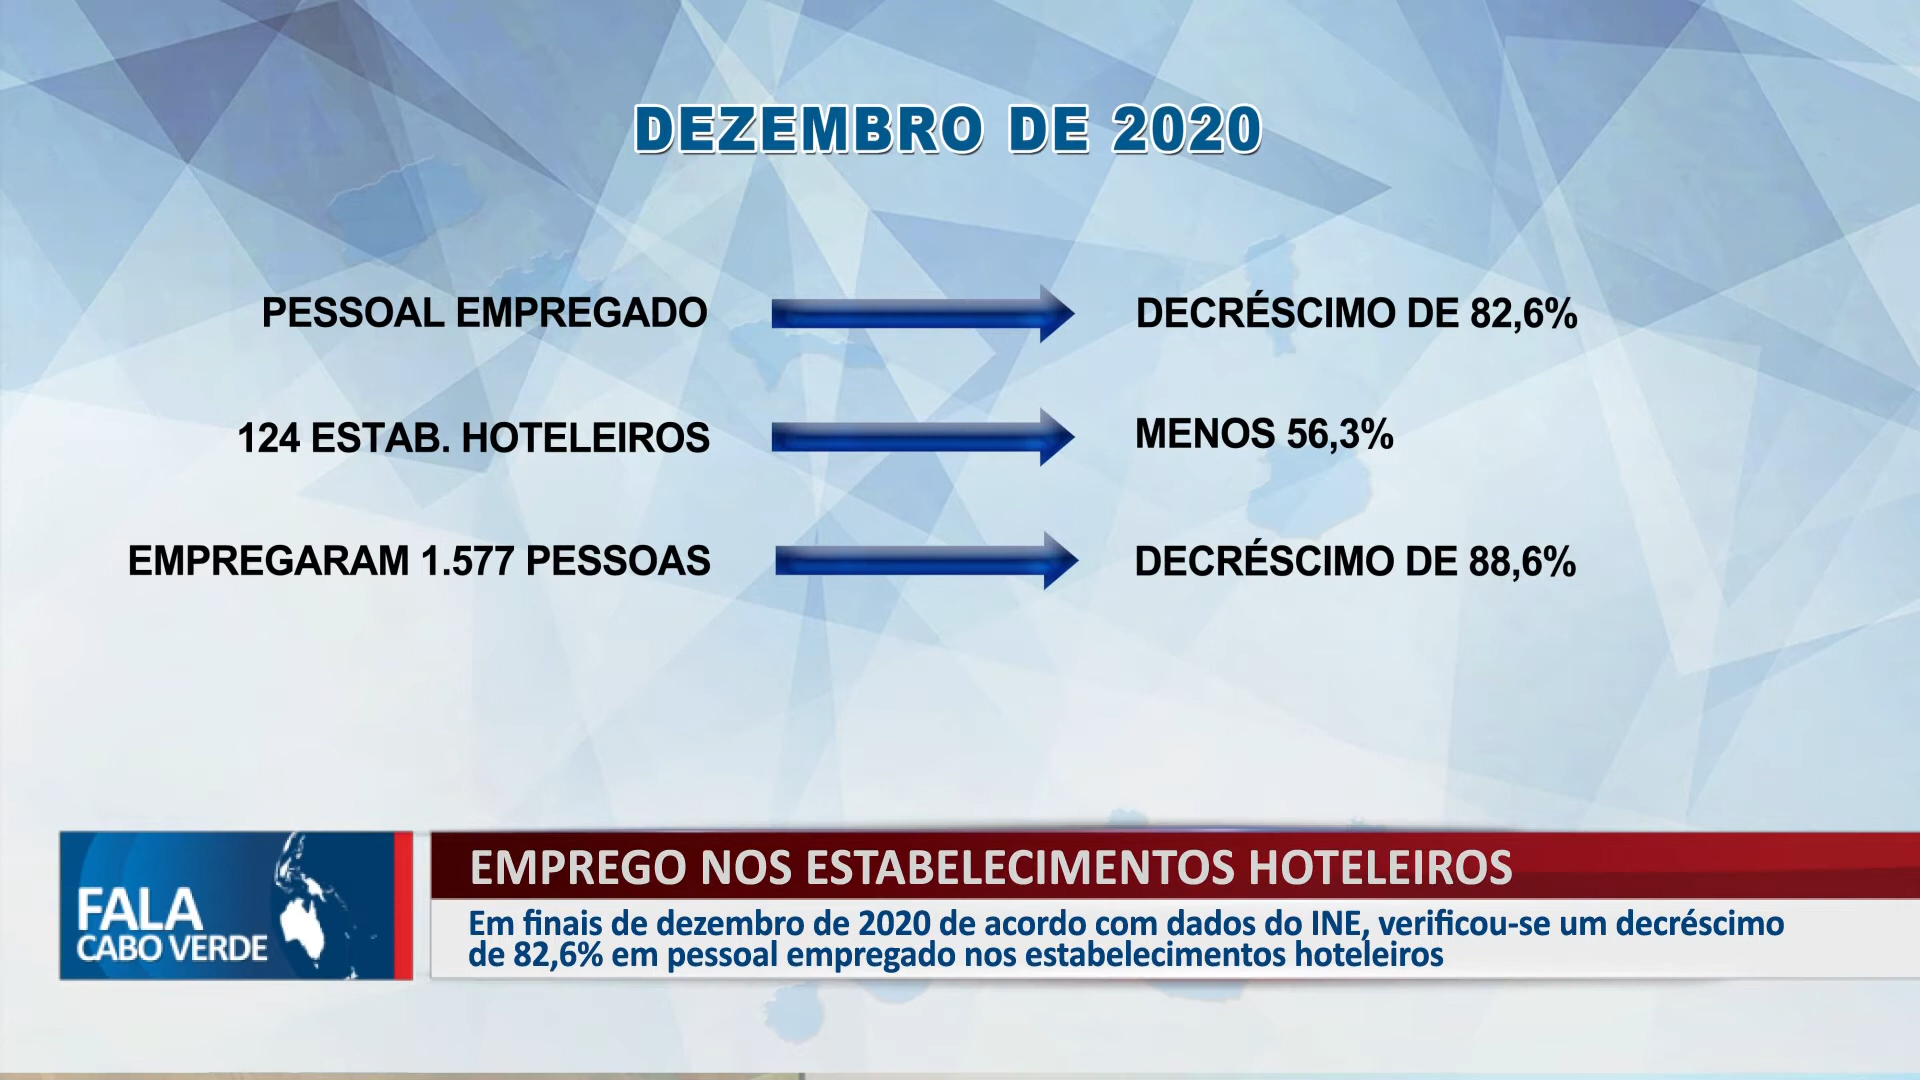 DEZEMBRO DE 2020
PESSOAL EMPREGADO
DECRÉSCIMO DE 82,6%
124 ESTAB. HOTELEIROS
MENOS 56,3%
EMPREGARAM 1.577 PESSOAS
DECRÉSCIMO DE 88,6%
FALA
CABO VERDE
EMPREGO NOS ESTABELECIMENTOS HOTELEIROS
Em finais de dezembro de 2020 de acordo com dados do INE, verificou-se um decréscimo
de 82,6% em pessoal empregado nos estabelecimentos hoteleiros